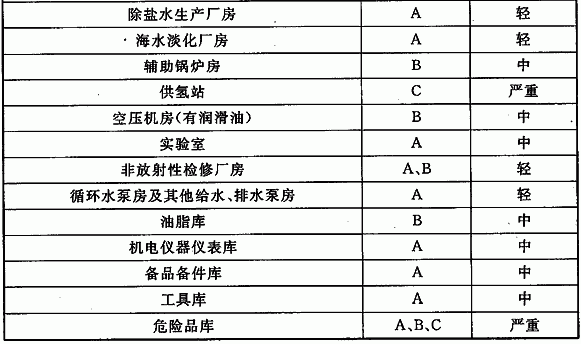 除盐水生产厂房 A 轻
海水淡化厂房 A 轻
辅助锅炉房 B 中
供氢站 C 严重
空压机房(有润滑油) B 中
实验室 A 中
非放射性检修厂房 A、B 轻
循环水泵房及其他给水、排水泵房 A 轻
油脂库 B 中
机电仪器仪表库 A 中
备品备件库 A 中
工具库 A 中
危险品库 A、B、C 严重